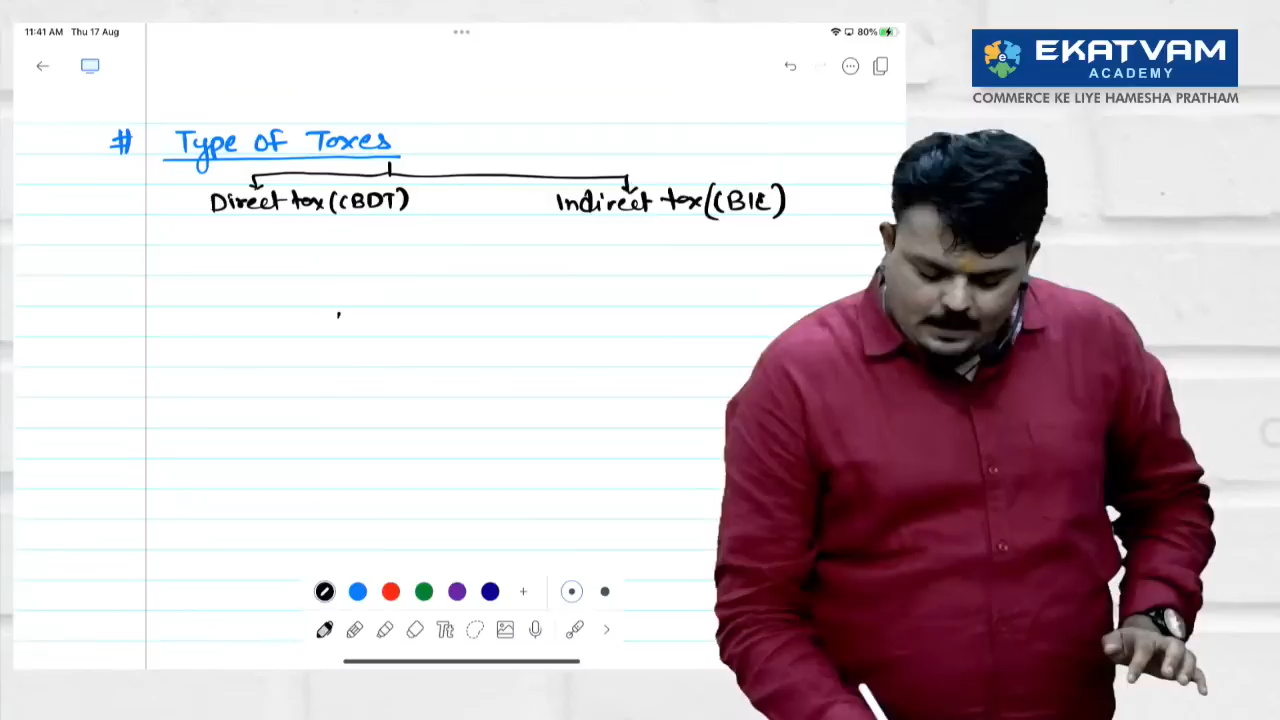 11:41 AM Thu 17 Aug
80%
EKATVAM
ACADEMY
COMMERCE KE LIYE HAMESHA PRATHAM
# Type of Taxes
Direct tax (CBDT)
Indirect tax (CBIC)
Tt